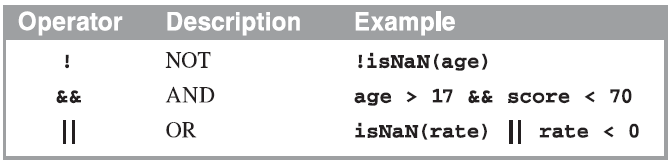 Operator Description Example
! NOT !isNaN(age)
&& AND age > 17 && score < 70
|| OR isNaN(rate) || rate < 0